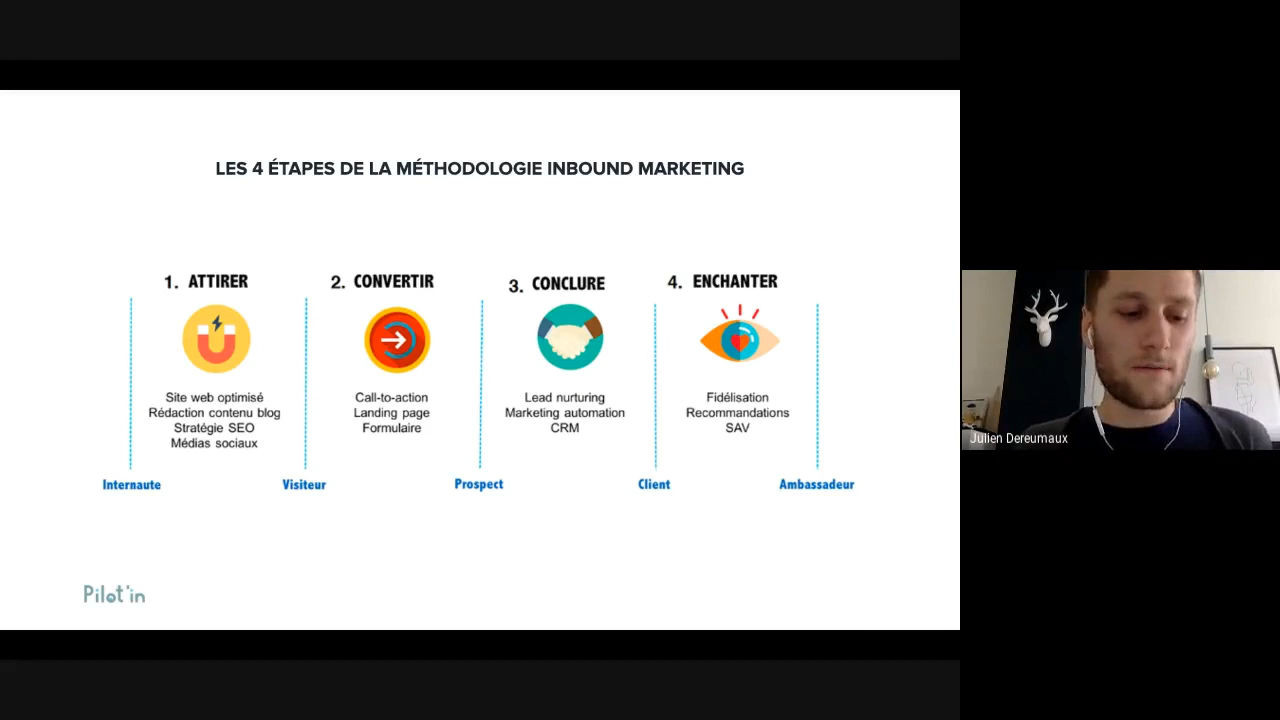 LES 4 ÉTAPES DE LA MÉTHODOLOGIE INBOUND MARKETING
1. ATTIRER
Site web optimisé
Rédaction contenu blog
Stratégie SEO
Médias sociaux
2. CONVERTIR
Call-to-action
Landing page
Formulaire
3. CONCLURE
Lead nurturing
Marketing automation
CRM
4. ENCHANTER
Fidélisation
Recommandations
SAV
Internaute
Visiteur
Prospect
Client
Ambassadeur
Pilot'in
Julien Dereumaux